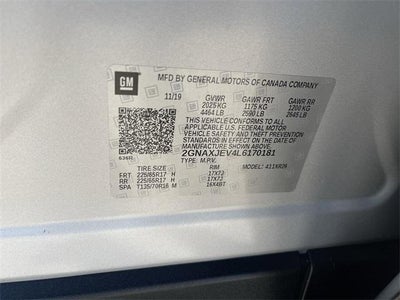 GM
MFD BY GENERAL MOTORS OF CANADA COMPANY
11/19 GVWR GAWR FRT GAWR RR
2025 KG 1175 KG 1200 KG
4464 LB 2590 LB 2645 LB
THIS VEHICLE CONFORMS TO ALL
APPLICABLE U.S. FEDERAL MOTOR
VEHICLE SAFETY AND THEFT PREVENTION
STANDARDS IN EFFECT ON THE DATE OF
MANUFACTURE SHOWN ABOVE.
2GNAXJEV4L6170181
TYPE: M.P.V. MODEL: 411XR26
TIRE SIZE RIM
FRT 225/65R17 H 17X7J
RR 225/65R17 H 17X7J
SPA T135/70R16 M 16X4BT